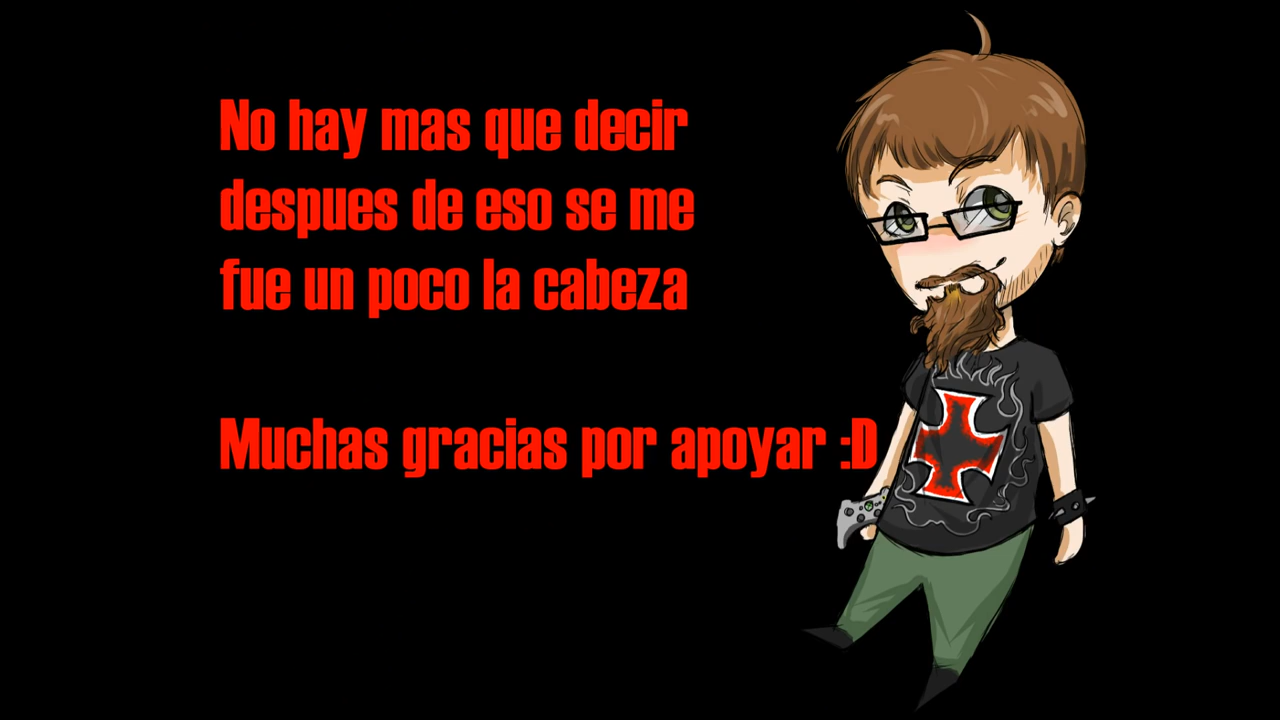 No hay mas que decir
despues de eso se me
fue un poco la cabeza
Muchas gracias por apoyar :D